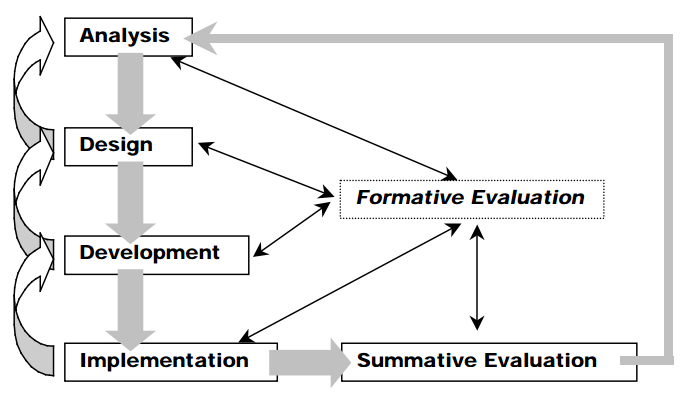 Analysis
Design
Formative Evaluation
Development
Implementation
Summative Evaluation